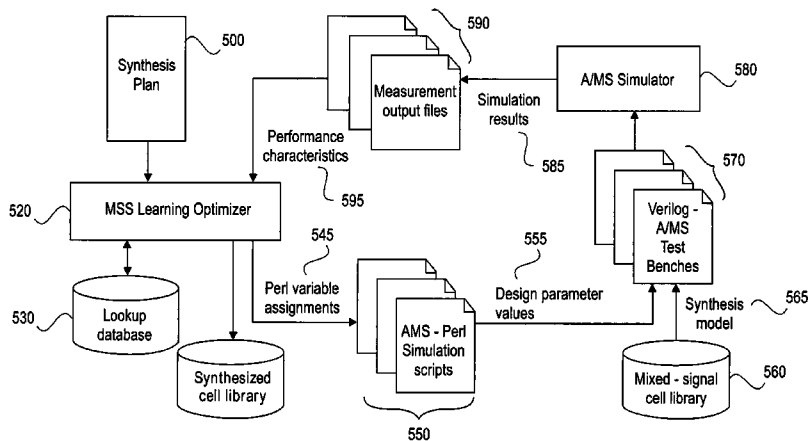 500
Synthesis
Plan
590
Measurement
output files
A/MS Simulator
580
Simulation
results
585
Performance
characteristics
595
570
Verilog -
A/MS
Test
Benches
520
MSS Learning Optimizer
545
Perl variable
assignments
555
Design parameter
values
530
Lookup
database
AMS - Perl
Simulation
scripts
Synthesis
model
565
Synthesized
cell library
Mixed - signal
cell library
560
550